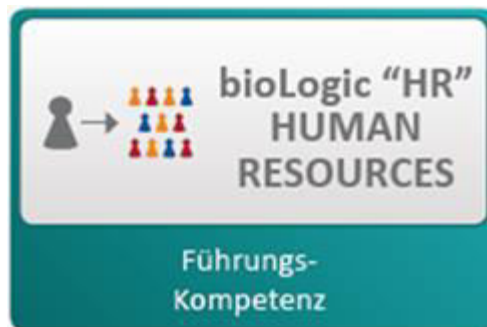 bioLogic “HR”
HUMAN
RESOURCES
Führungs-
Kompetenz